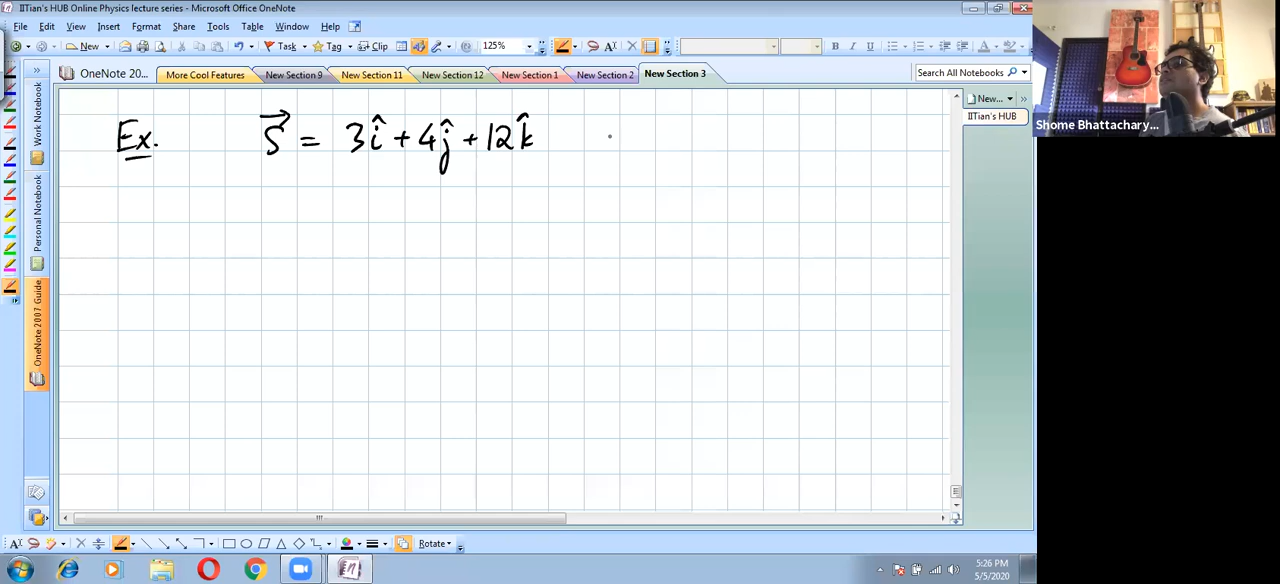 IITian's HUB Online Physics lecture series - Microsoft Office OneNote
File Edit View Insert Format Share Tools Table Window Help
New Task Tag Clip 125% B I U
OneNote 20... More Cool Features New Section 9 New Section 11 New Section 12 New Section 1 New Section 2 New Section 3 Search All Notebooks New...
IITian's HUB
Shome Bhattachary...
Work Notebook
Personal Notebook
OneNote 2007 Guide
Ex. S⃗ = 3î + 4ĵ + 12k̂
Rotate
5:26 PM
5/5/2020